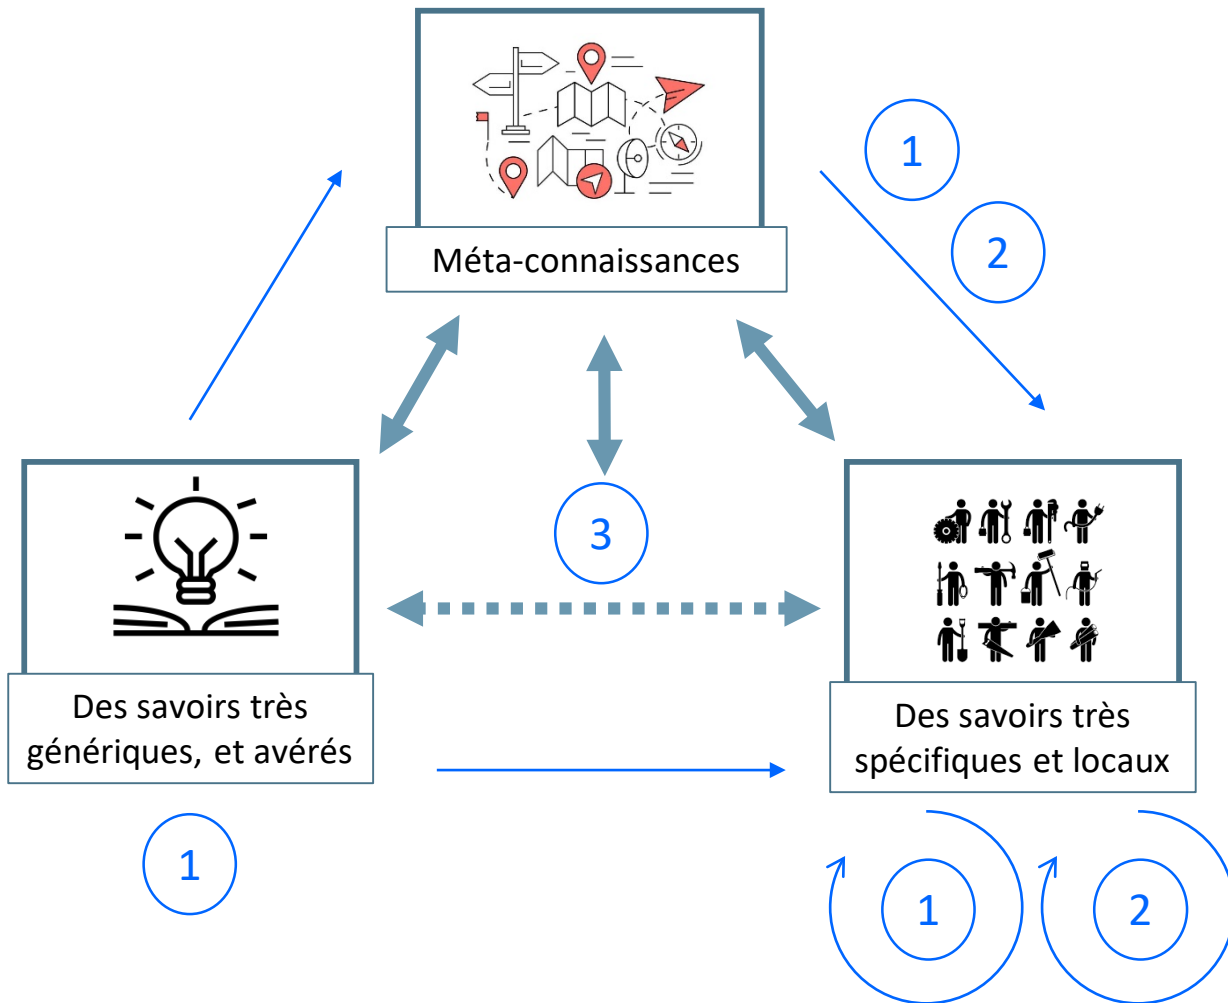 1
2
Méta-connaissances
3
Des savoirs très
génériques, et avérés
Des savoirs très
spécifiques et locaux
1
1
2